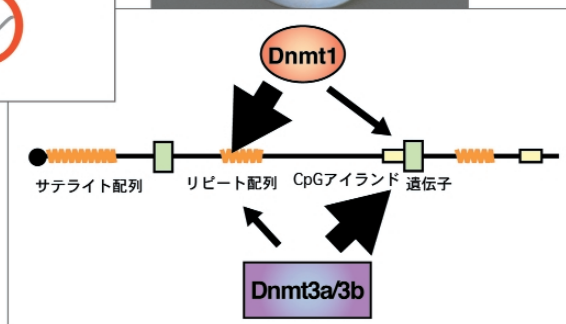 Dnmt1
サテライト配列
リピート配列
CpGアイランド
遺伝子
Dnmt3a/3b